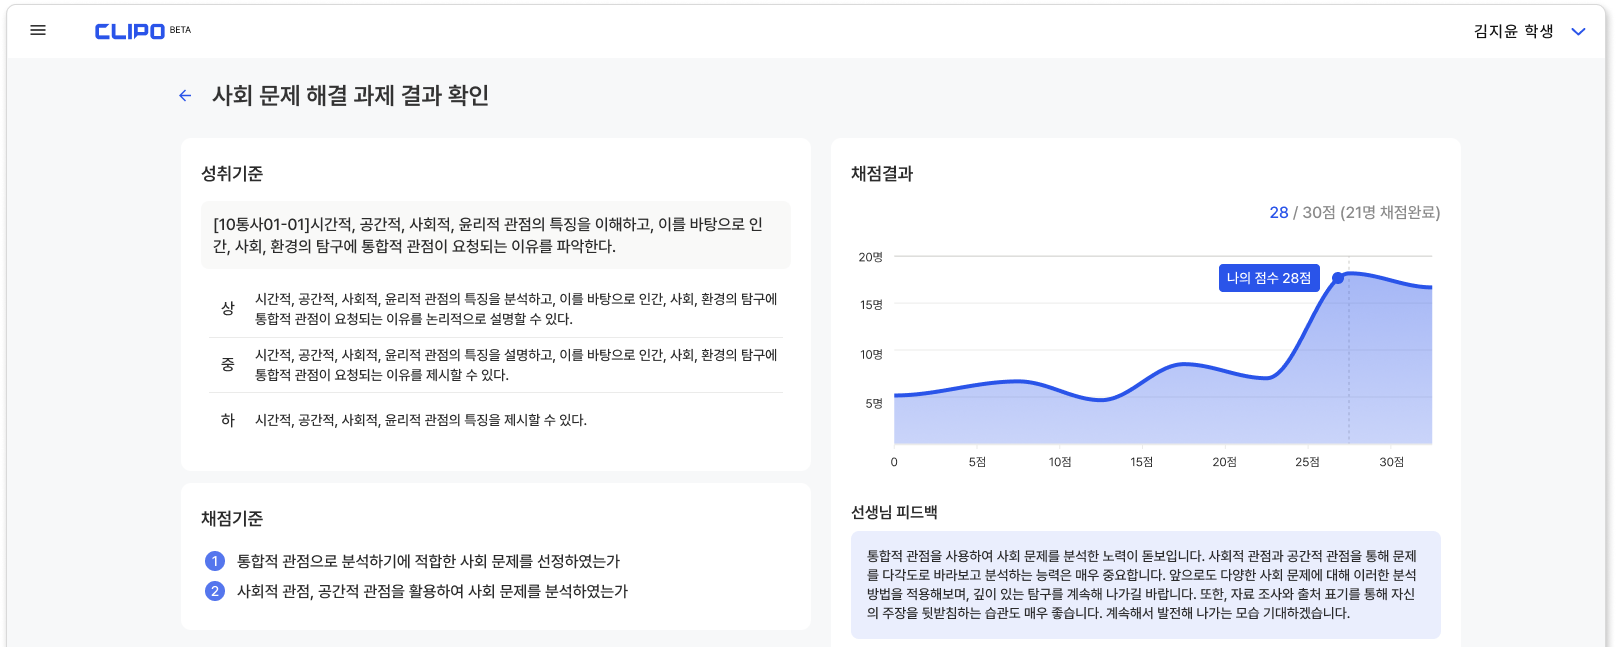 CLIPO BETA
김지윤 학생
사회 문제 해결 과제 결과 확인
성취기준
[10통사01-01]시간적, 공간적, 사회적, 윤리적 관점의 특징을 이해하고, 이를 바탕으로 인
간, 사회, 환경의 탐구에 통합적 관점이 요청되는 이유를 파악한다.
상
시간적, 공간적, 사회적, 윤리적 관점의 특징을 분석하고, 이를 바탕으로 인간, 사회, 환경의 탐구에
통합적 관점이 요청되는 이유를 논리적으로 설명할 수 있다.
중
시간적, 공간적, 사회적, 윤리적 관점의 특징을 설명하고, 이를 바탕으로 인간, 사회, 환경의 탐구에
통합적 관점이 요청되는 이유를 제시할 수 있다.
하
시간적, 공간적, 사회적, 윤리적 관점의 특징을 제시할 수 있다.
채점기준
1 통합적 관점으로 분석하기에 적합한 사회 문제를 선정하였는가
2 사회적 관점, 공간적 관점을 활용하여 사회 문제를 분석하였는가
채점결과
28 / 30점 (21명 채점완료)
20명
나의 점수 28점
15명
10명
5명
0 5점 10점 15점 20점 25점 30점
선생님 피드백
통합적 관점을 사용하여 사회 문제를 분석한 노력이 돋보입니다. 사회적 관점과 공간적 관점을 통해 문제
를 다각도로 바라보고 분석하는 능력은 매우 중요합니다. 앞으로도 다양한 사회 문제에 대해 이러한 분석
방법을 적용해보며, 깊이 있는 탐구를 계속해 나가길 바랍니다. 또한, 자료 조사와 출처 표기를 통해 자신
의 주장을 뒷받침하는 습관도 매우 좋습니다. 계속해서 발전해 나가는 모습 기대하겠습니다.